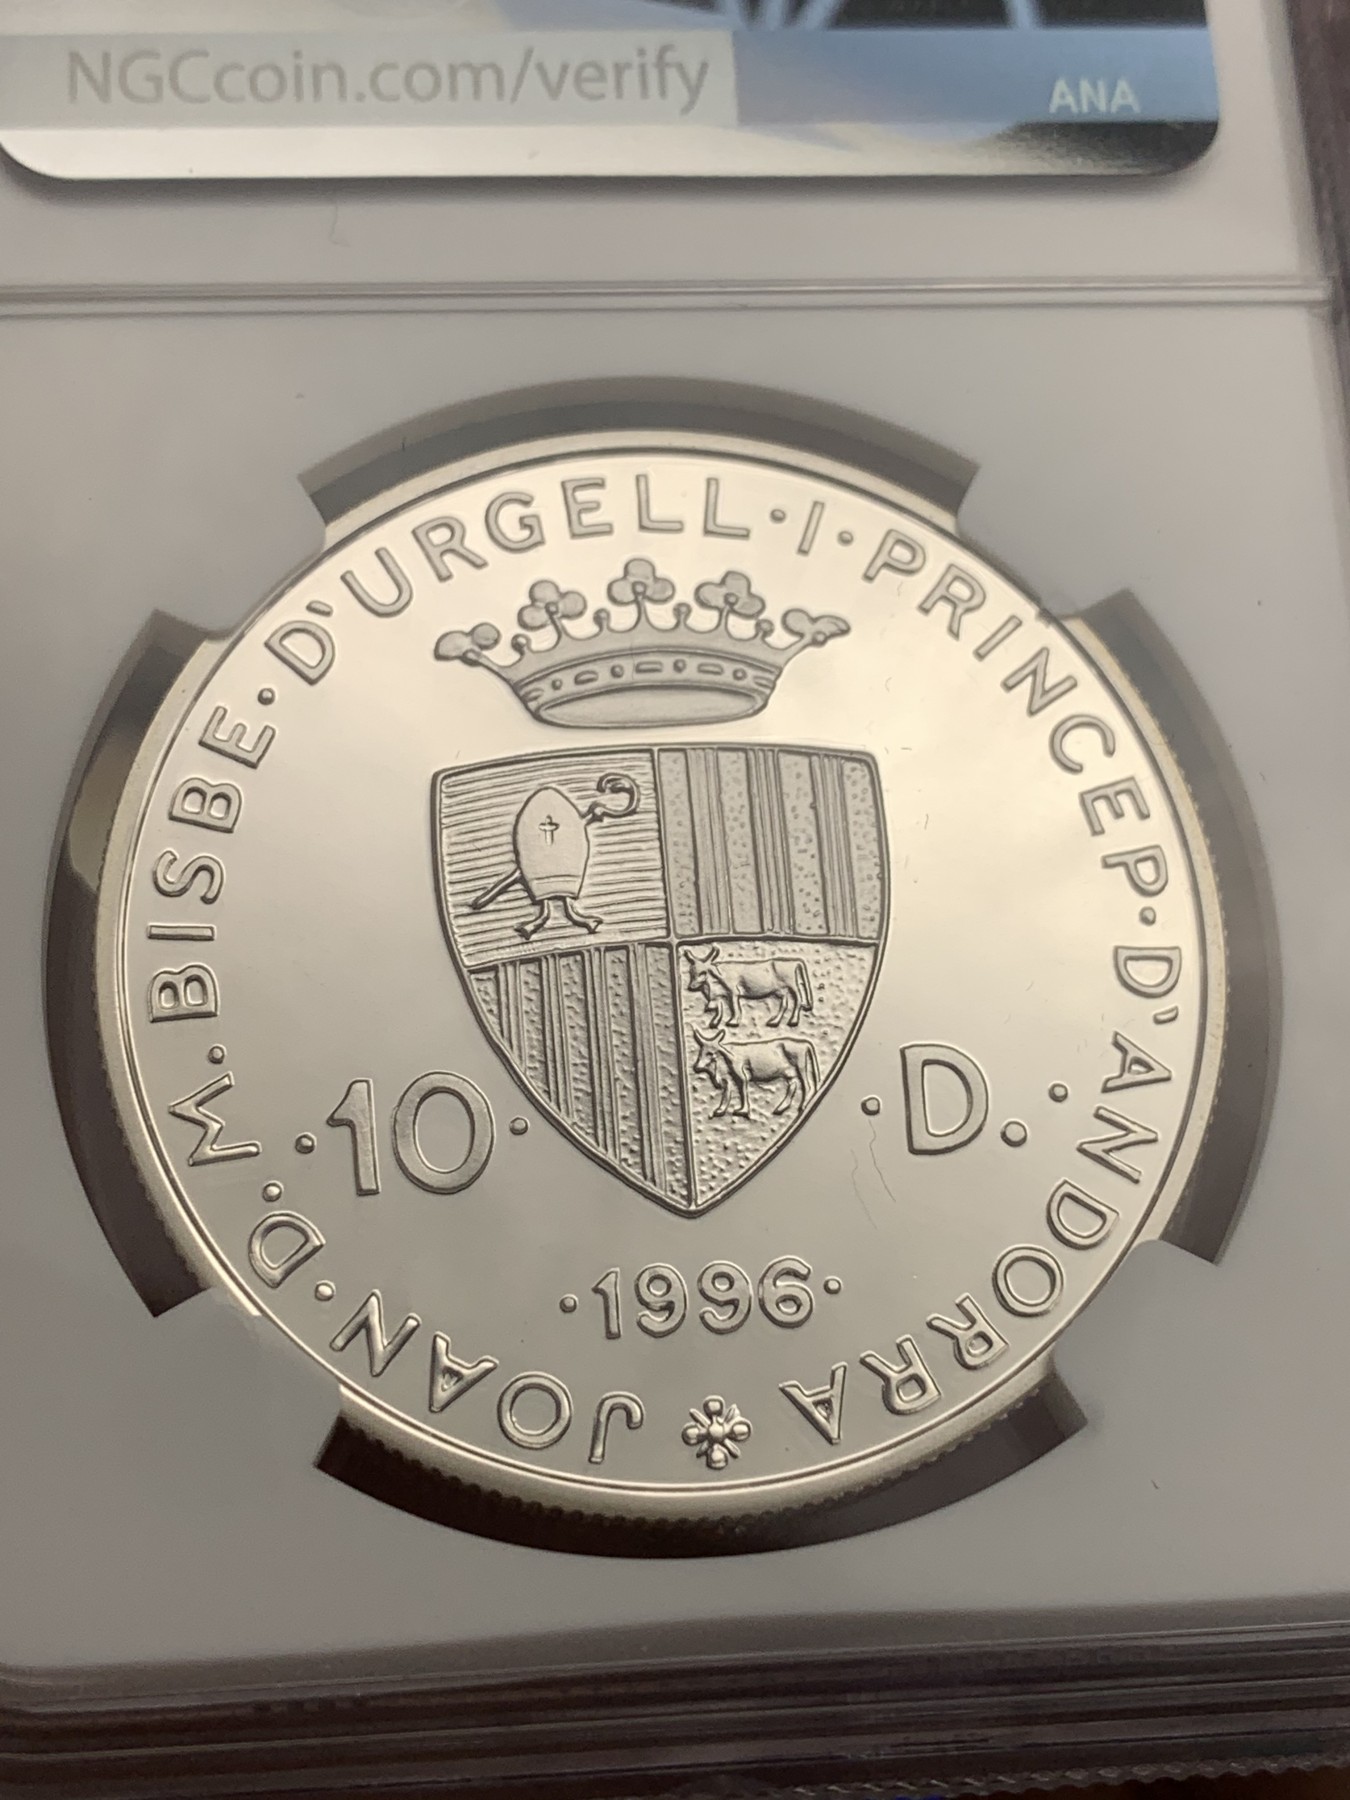 NGCcoin.com/verify
ANA
JOAN·D.·M.·BISBE·D'URGELL·I·PRINCEP·D'ANDORRA
·10· ·D.·
·1996·